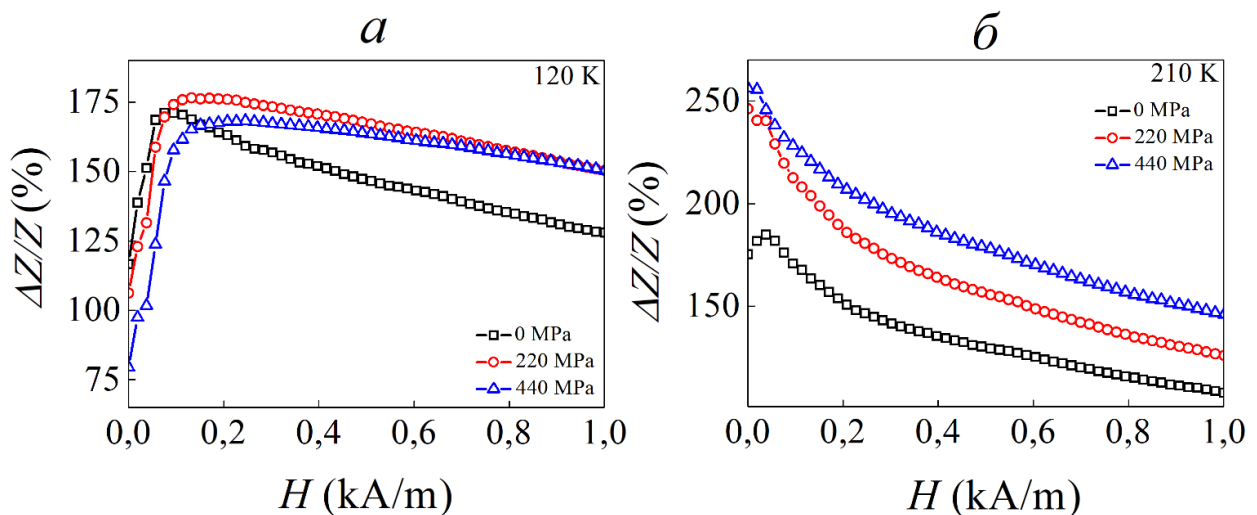 а
120 K
ΔZ/Z (%)
175
150
125
100
75
0 MPa
220 MPa
440 MPa
0,0 0,2 0,4 0,6 0,8 1,0
H (kA/m)
б
210 K
ΔZ/Z (%)
250
200
150
0 MPa
220 MPa
440 MPa
0,0 0,2 0,4 0,6 0,8 1,0
H (kA/m)